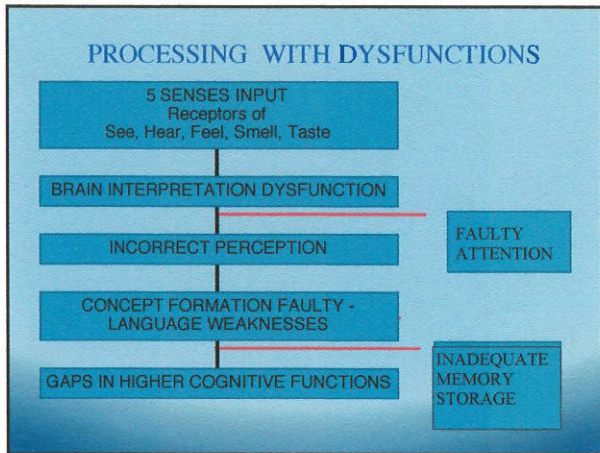 PROCESSING WITH DYSFUNCTIONS
5 SENSES INPUT
Receptors of
See, Hear, Feel, Smell, Taste
BRAIN INTERPRETATION DYSFUNCTION
FAULTY
ATTENTION
INCORRECT PERCEPTION
CONCEPT FORMATION FAULTY -
LANGUAGE WEAKNESSES
INADEQUATE
MEMORY
STORAGE
GAPS IN HIGHER COGNITIVE FUNCTIONS